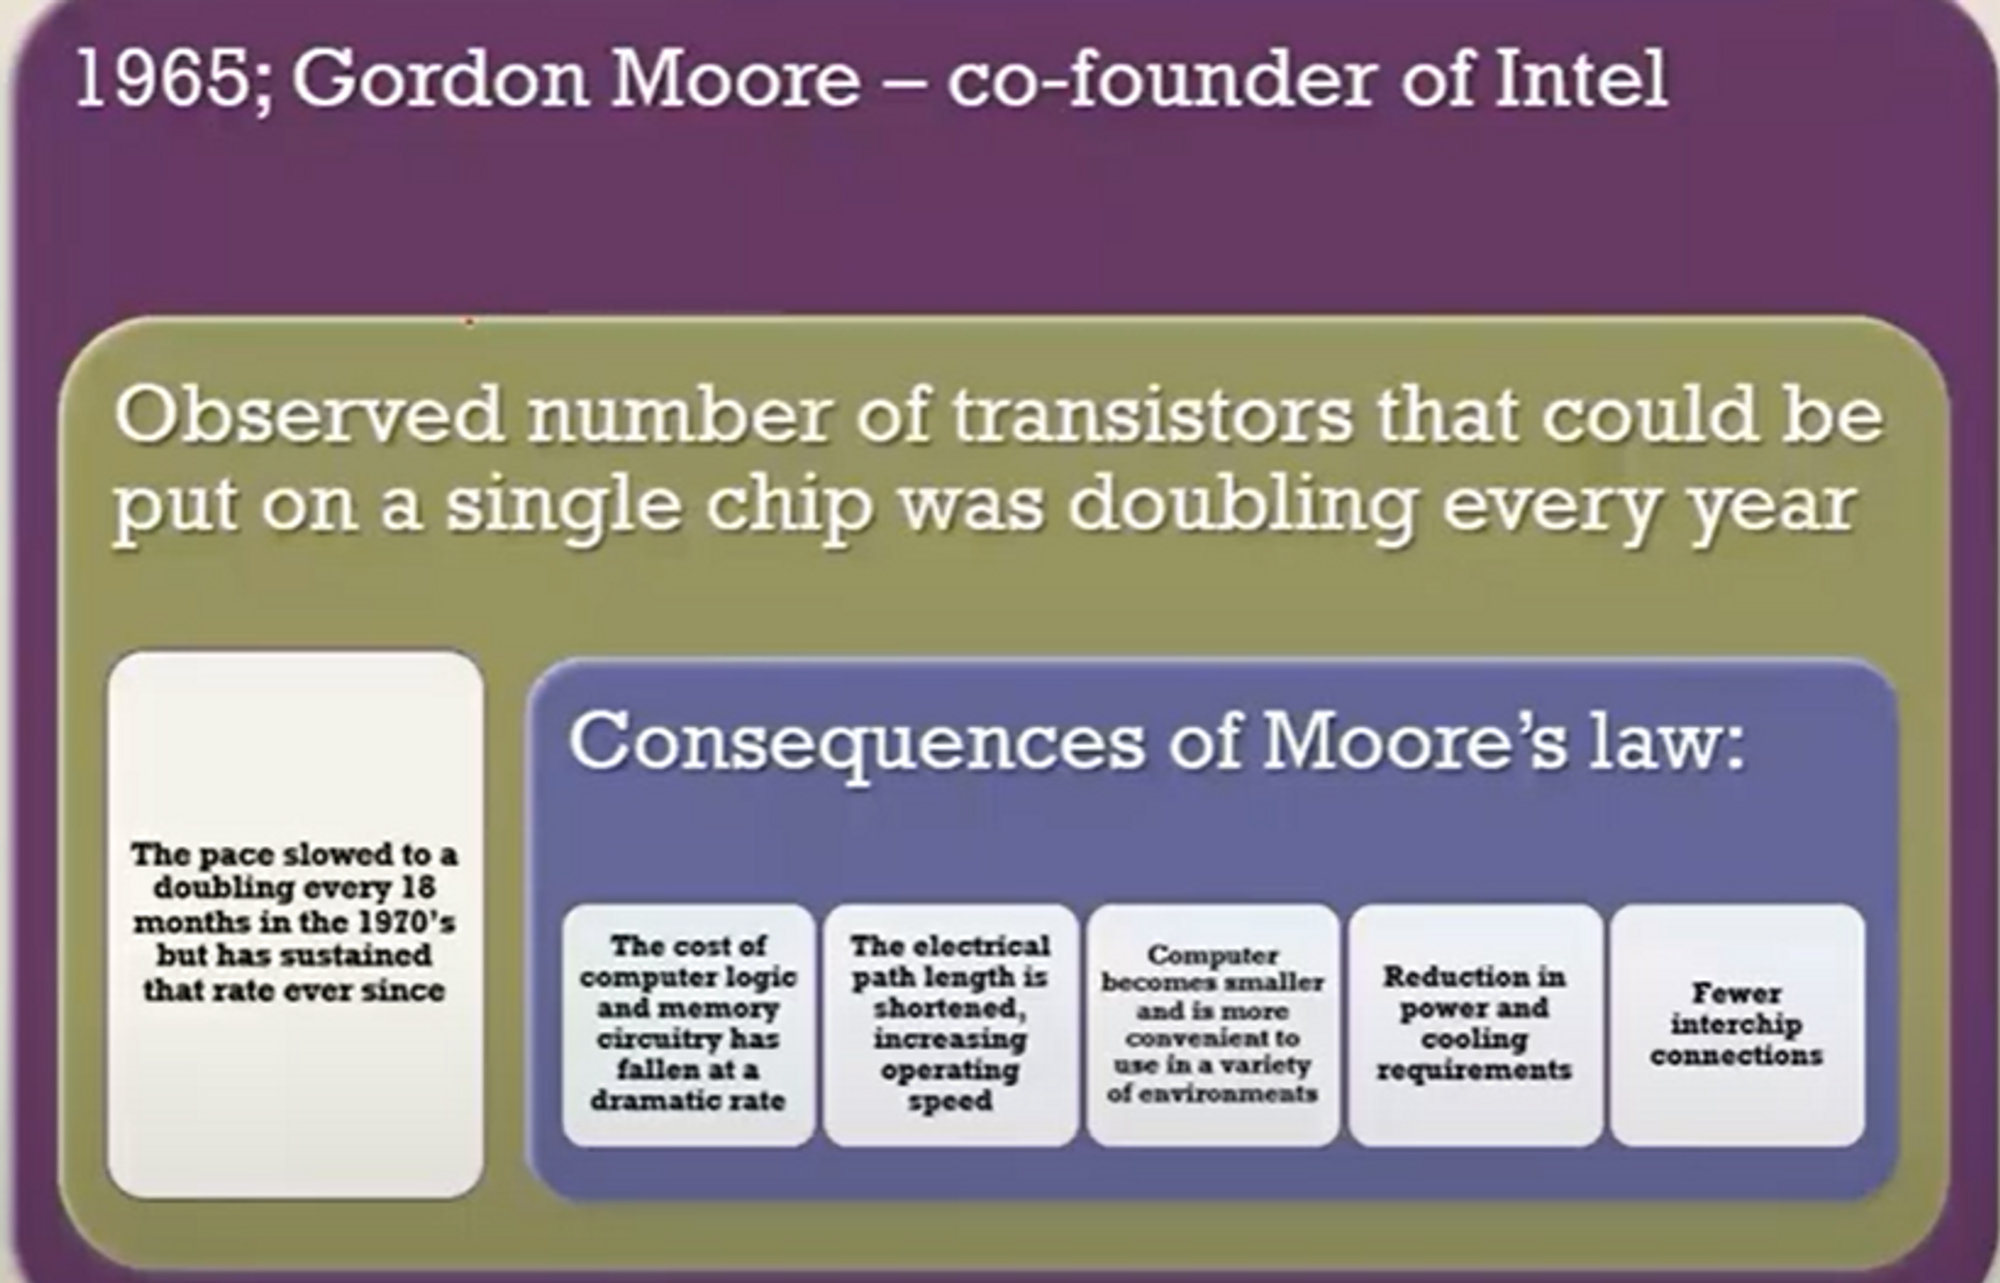 1965; Gordon Moore – co-founder of Intel
Observed number of transistors that could be
put on a single chip was doubling every year
The pace slowed to a
doubling every 18
months in the 1970's
but has sustained
that rate ever since
Consequences of Moore's law:
The cost of
computer logic
and memory
circuitry has
fallen at a
dramatic rate
The electrical
path length is
shortened,
increasing
operating
speed
Computer
becomes smaller
and is more
convenient to
use in a variety
of environments
Reduction in
power and
cooling
requirements
Fewer
interchip
connections